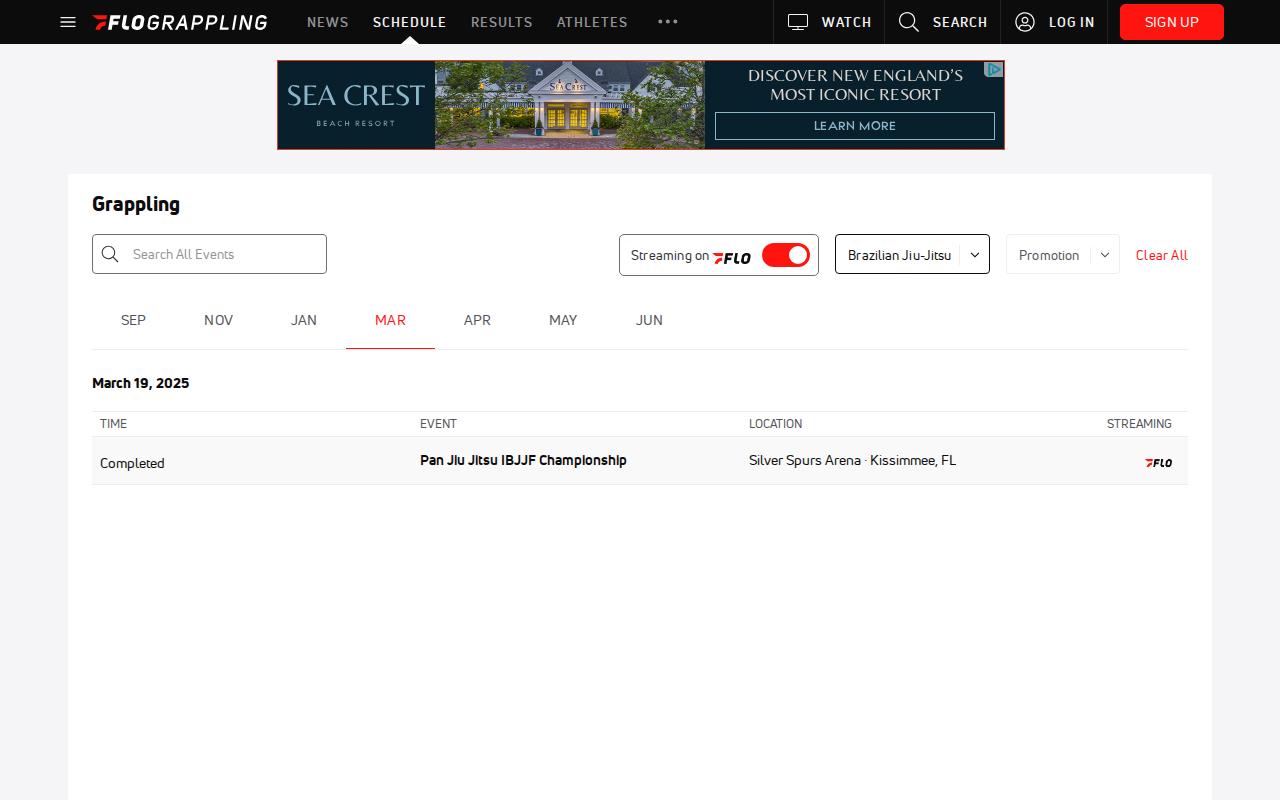 FLOGRAPPLING NEWS SCHEDULE RESULTS ATHLETES WATCH SEARCH LOG IN SIGN UP
SEA CREST
BEACH RESORT
SEA CREST
DISCOVER NEW ENGLAND'S
MOST ICONIC RESORT
LEARN MORE
Grappling
Search All Events Streaming on FLO Brazilian Jiu-Jitsu Promotion Clear All
SEP NOV JAN MAR APR MAY JUN
March 19, 2025
TIME EVENT LOCATION STREAMING
Completed Pan Jiu Jitsu IBJJF Championship Silver Spurs Arena · Kissimmee, FL FLO